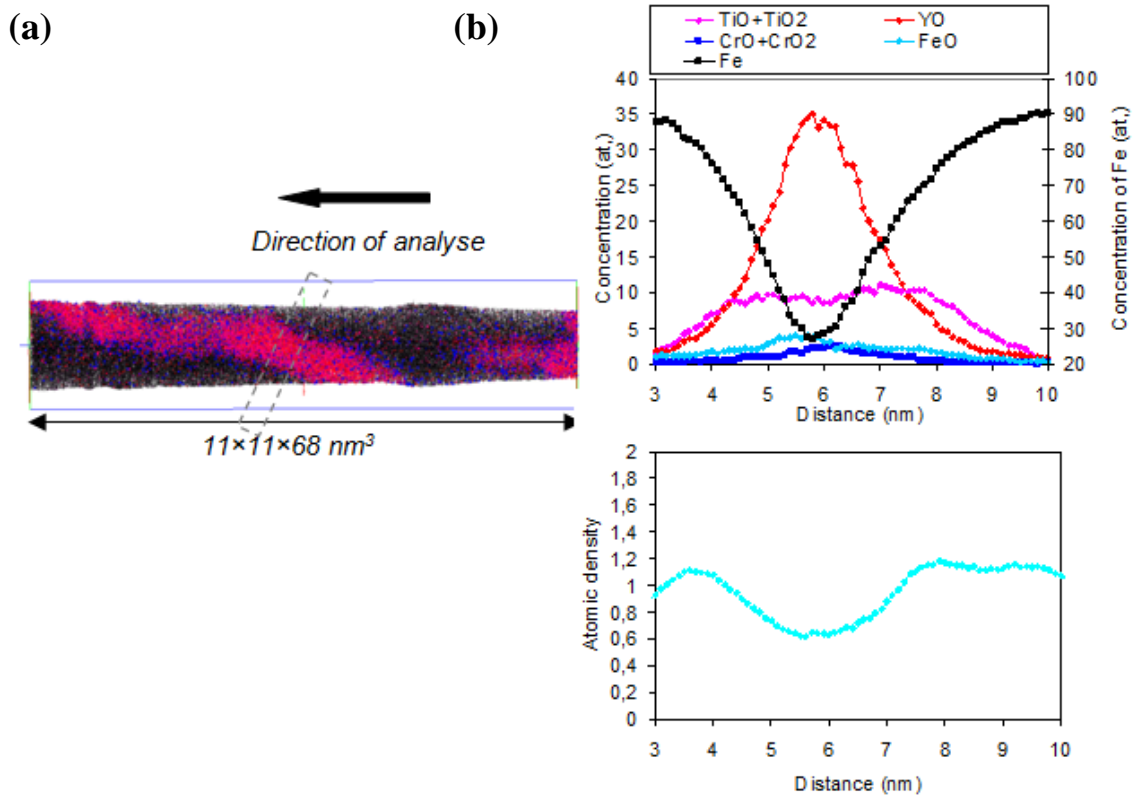 (a)
(b)
TiO+TiO2 YO
CrO+CrO2 FeO
Fe
Direction of analyse
11×11×68 nm³
40 100
35 90
30 80
25 70
20 60
15 50
10 40
5 30
0 20
Concentration (at,)
Concentration of Fe (at,)
3 4 5 6 7 8 9 10
Distance (nm)
2
1,8
1,6
1,4
1,2
1
0,8
0,6
0,4
0,2
0
Atomic density
3 4 5 6 7 8 9 10
Distance (nm)